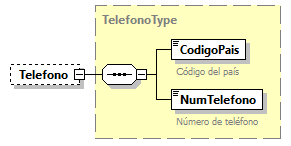 TelefonoType
Telefono
CodigoPais
Código del país
NumTelefono
Número de teléfono